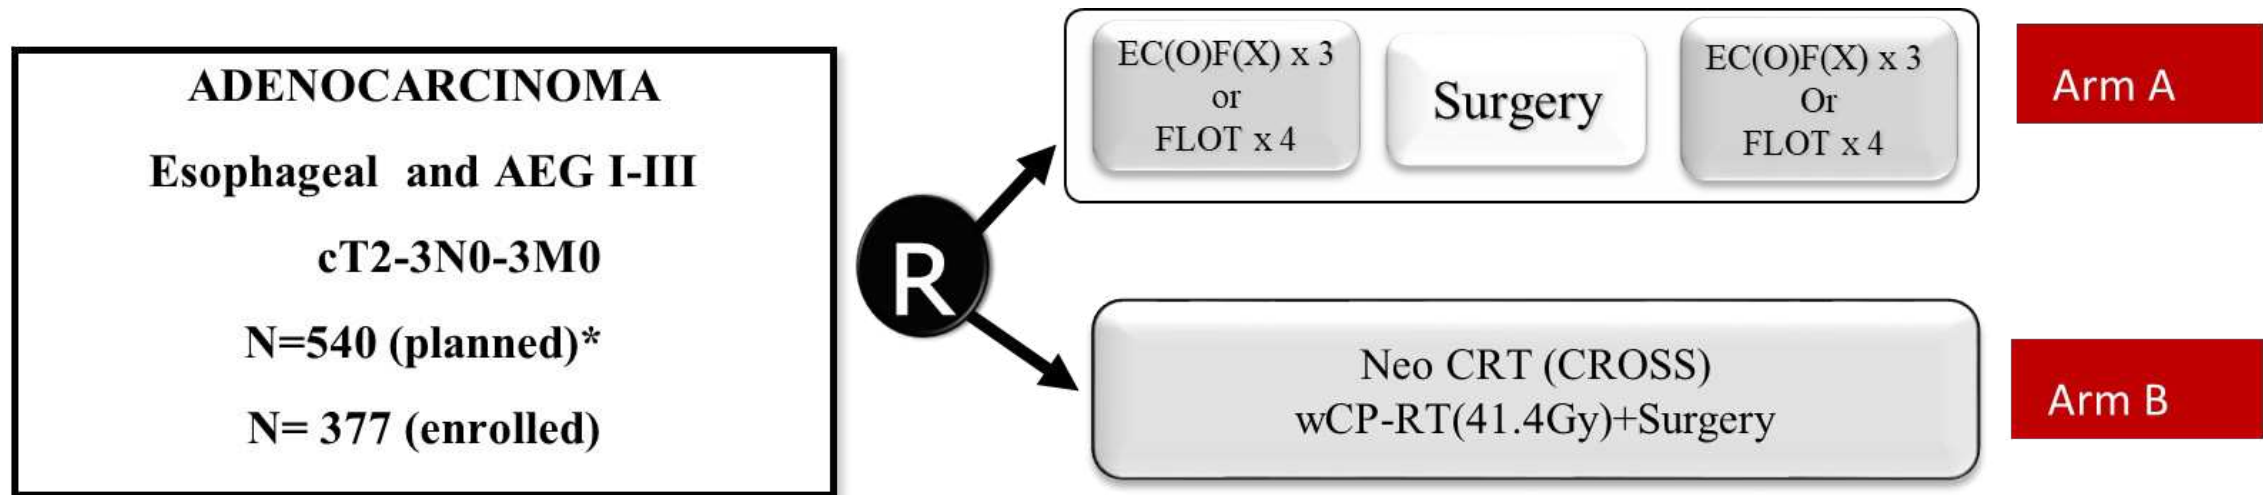 ADENOCARCINOMA
Esophageal and AEG I-III
cT2-3N0-3M0
N=540 (planned)*
N= 377 (enrolled)
R
EC(O)F(X) x 3
or
FLOT x 4
Surgery
EC(O)F(X) x 3
Or
FLOT x 4
Arm A
Neo CRT (CROSS)
wCP-RT(41.4Gy)+Surgery
Arm B